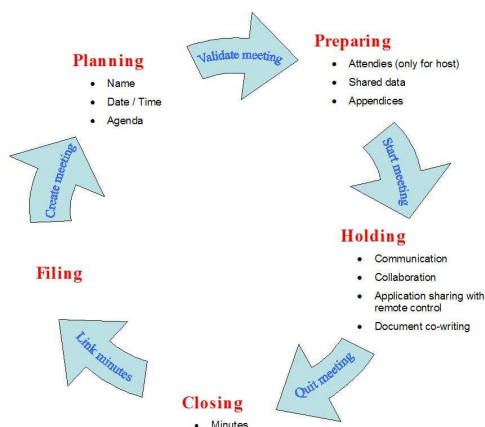 Planning
• Name
• Date / Time
• Agenda
Validate meeting
Preparing
• Attendies (only for host)
• Shared data
• Appendices
Start meeting
Holding
• Communication
• Collaboration
• Application sharing with
remote control
• Document co-writing
Quit meeting
Closing
• Minutes
Link minutes
Filing
Create meeting